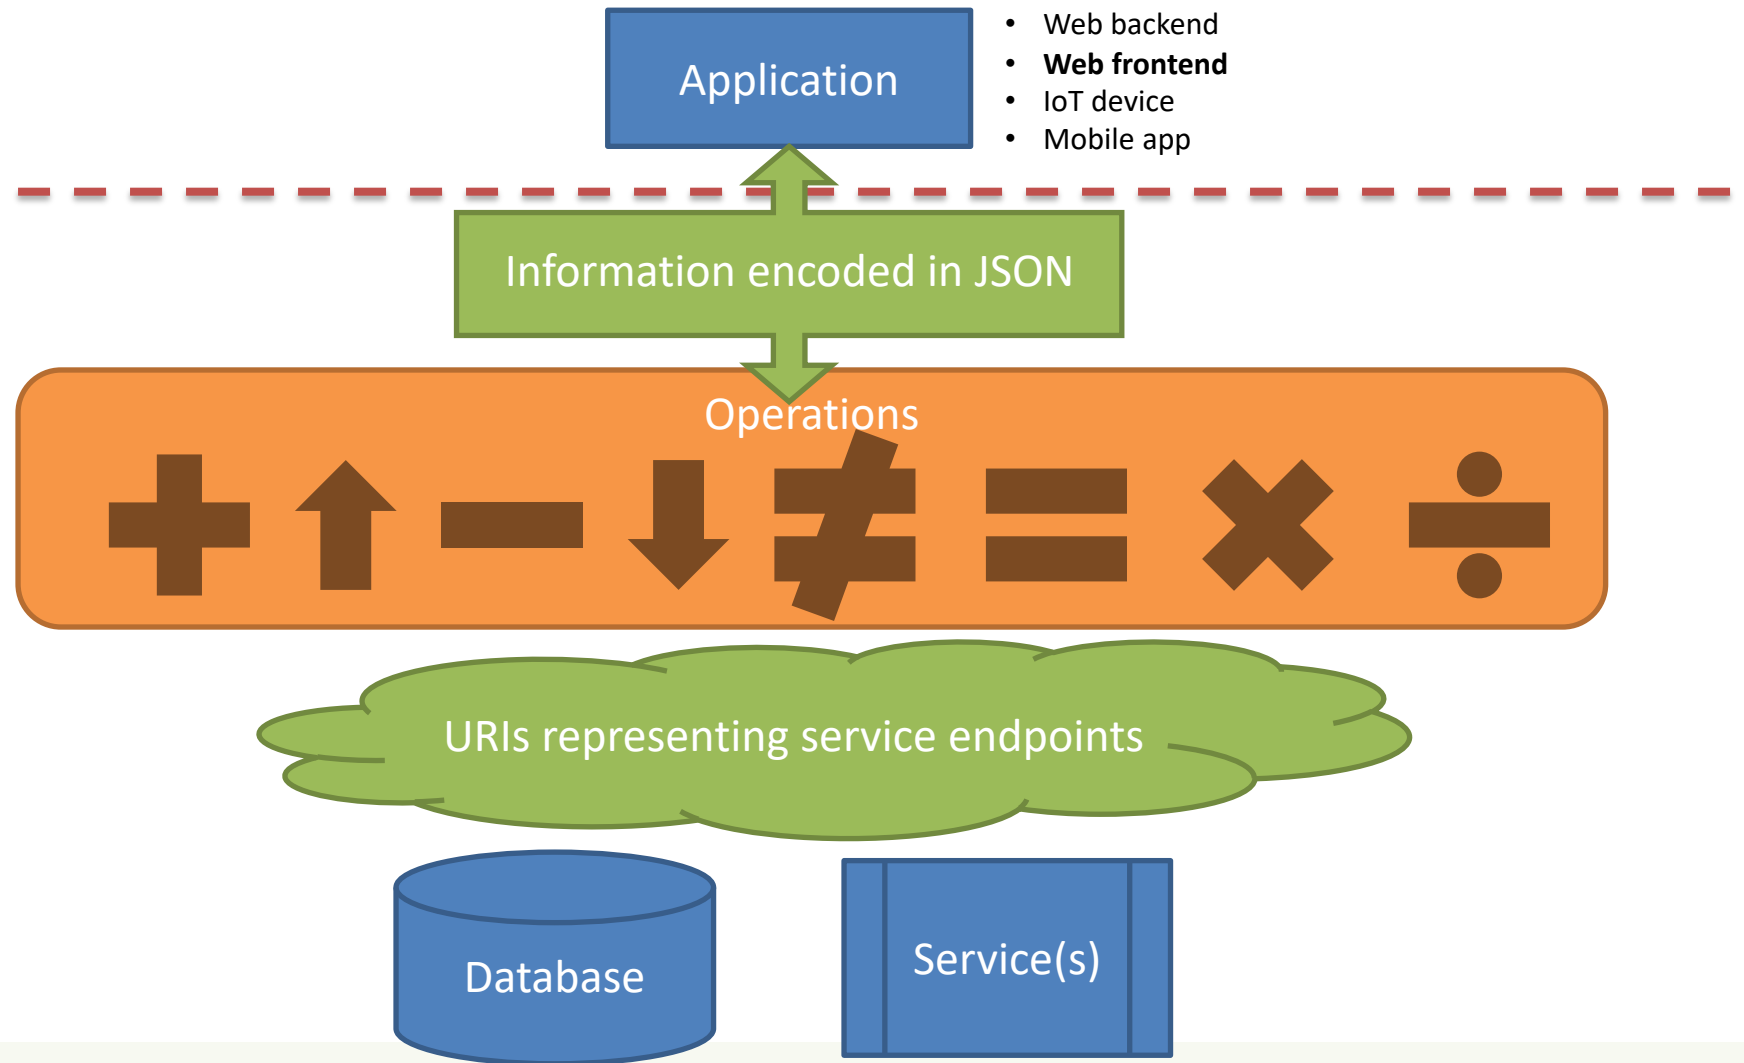 Application
• Web backend
• Web frontend
• IoT device
• Mobile app
Information encoded in JSON
Operations
URIs representing service endpoints
Database
Service(s)